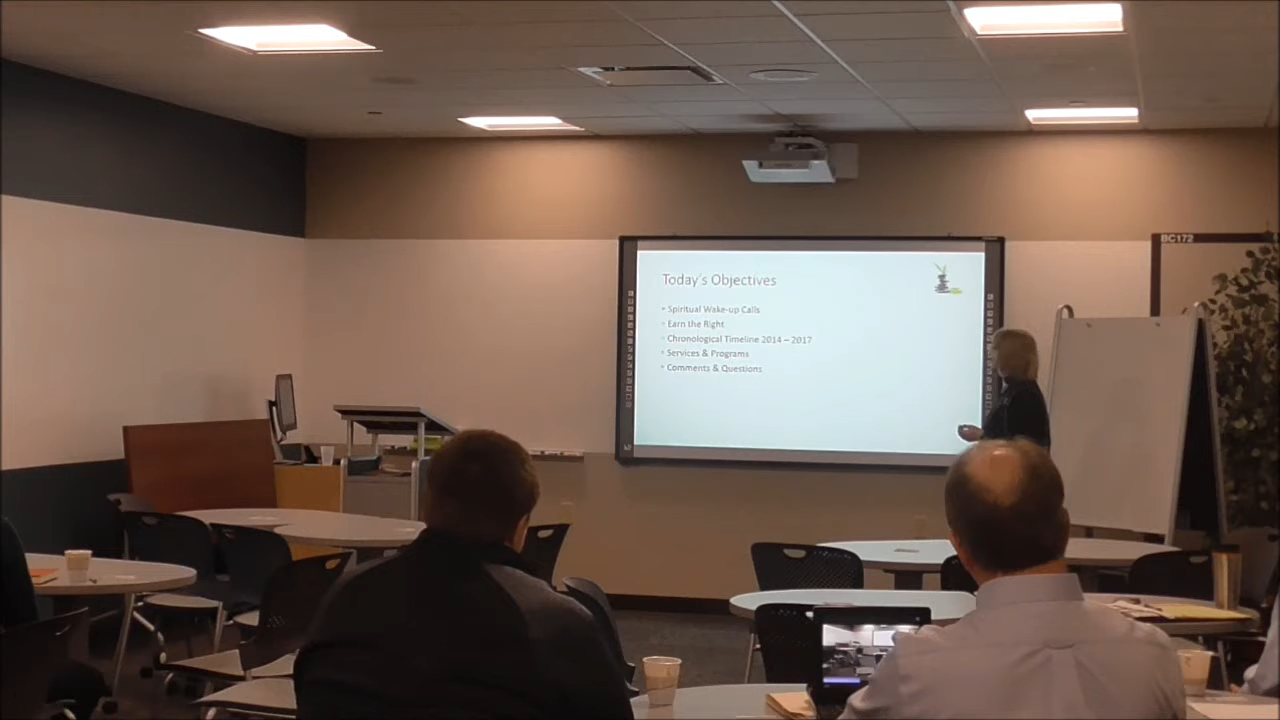 BC172
Today's Objectives
Spiritual Wake-up Calls
Earn the Right
Chronological Timeline 2014 – 2017
Services & Programs
Comments & Questions